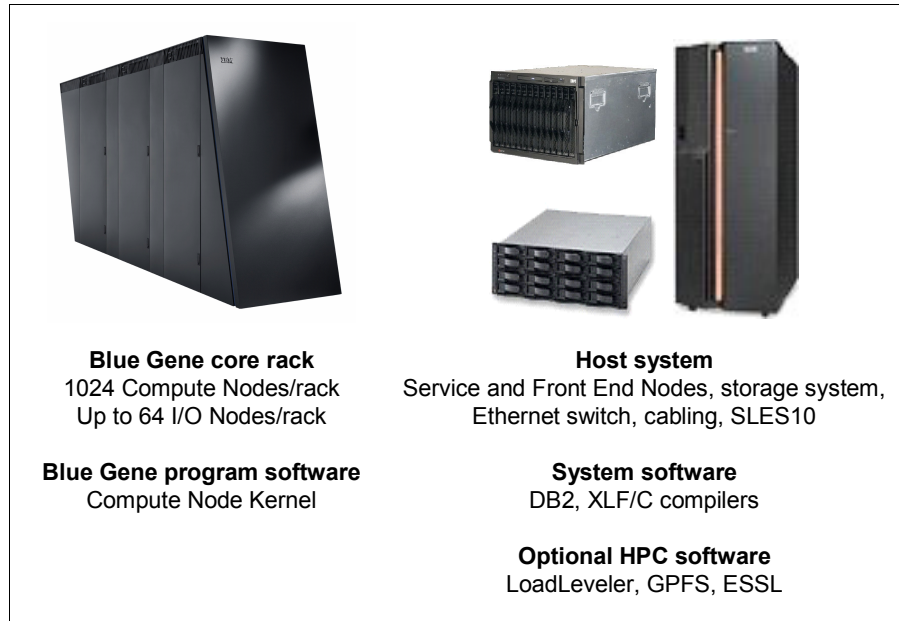 Blue Gene core rack
1024 Compute Nodes/rack
Up to 64 I/O Nodes/rack
Blue Gene program software
Compute Node Kernel
Host system
Service and Front End Nodes, storage system,
Ethernet switch, cabling, SLES10
System software
DB2, XLF/C compilers
Optional HPC software
LoadLeveler, GPFS, ESSL